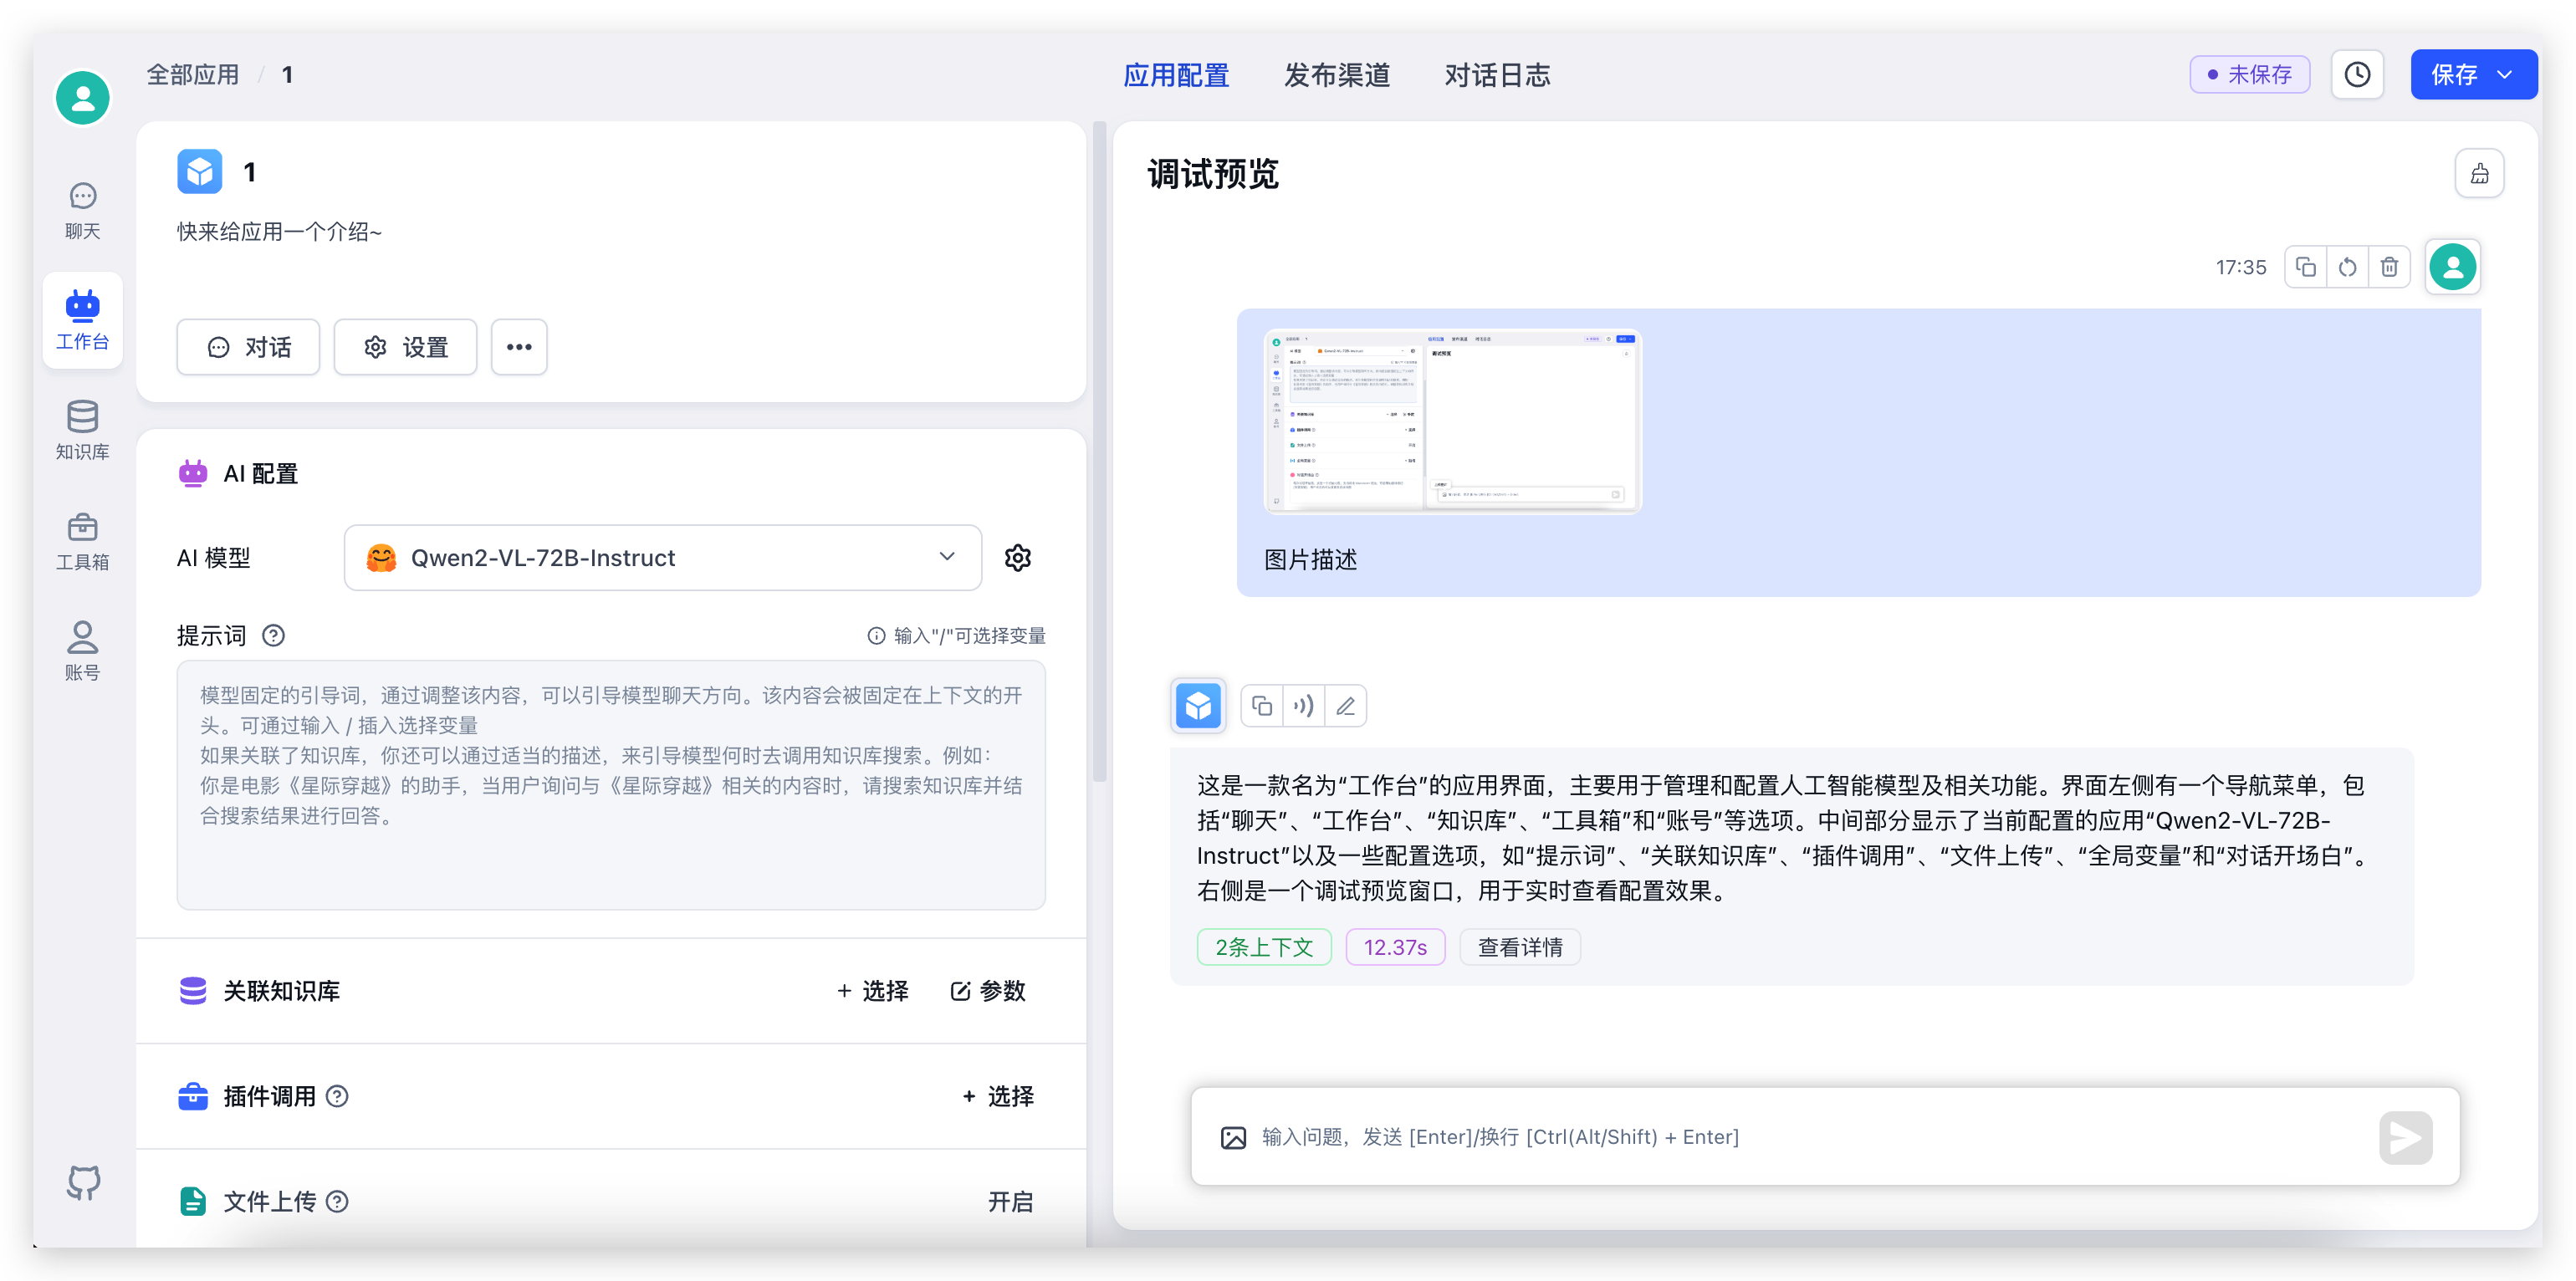 全部应用 / 1
应用配置 发布渠道 对话日志
未保存
保存
聊天
工作台
知识库
工具箱
账号
1
快来给应用一个介绍~
对话 设置
AI 配置
AI 模型 Qwen2-VL-72B-Instruct
提示词 输入"/"可选择变量
模型固定的引导词，通过调整该内容，可以引导模型聊天方向。该内容会被固定在上下文的开
头。可通过输入 / 插入选择变量
如果关联了知识库，你还可以通过适当的描述，来引导模型何时去调用知识库搜索。例如：
你是电影《星际穿越》的助手，当用户询问与《星际穿越》相关的内容时，请搜索知识库并结
合搜索结果进行回答。
关联知识库 + 选择 参数
插件调用 + 选择
文件上传 开启
调试预览
17:35
图片描述
这是一款名为“工作台”的应用界面，主要用于管理和配置人工智能模型及相关功能。界面左侧有一个导航菜单，包
括“聊天”、“工作台”、“知识库”、“工具箱”和“账号”等选项。中间部分显示了当前配置的应用“Qwen2-VL-72B-
Instruct”以及一些配置选项，如“提示词”、“关联知识库”、“插件调用”、“文件上传”、“全局变量”和“对话开场白”。
右侧是一个调试预览窗口，用于实时查看配置效果。
2条上下文 12.37s 查看详情
输入问题，发送 [Enter]/换行 [Ctrl(Alt/Shift) + Enter]